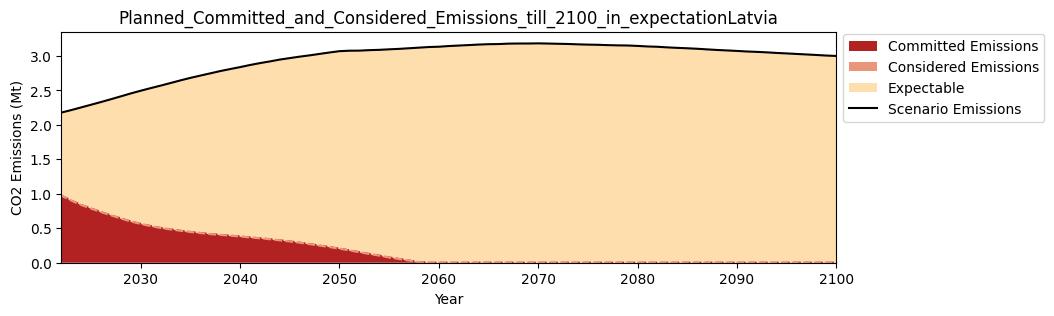 Planned_Committed_and_Considered_Emissions_till_2100_in_expectationLatvia
Committed Emissions
Considered Emissions
Expectable
Scenario Emissions
CO2 Emissions (Mt)
3.0
2.5
2.0
1.5
1.0
0.5
0.0
2030 2040 2050 2060 2070 2080 2090 2100
Year